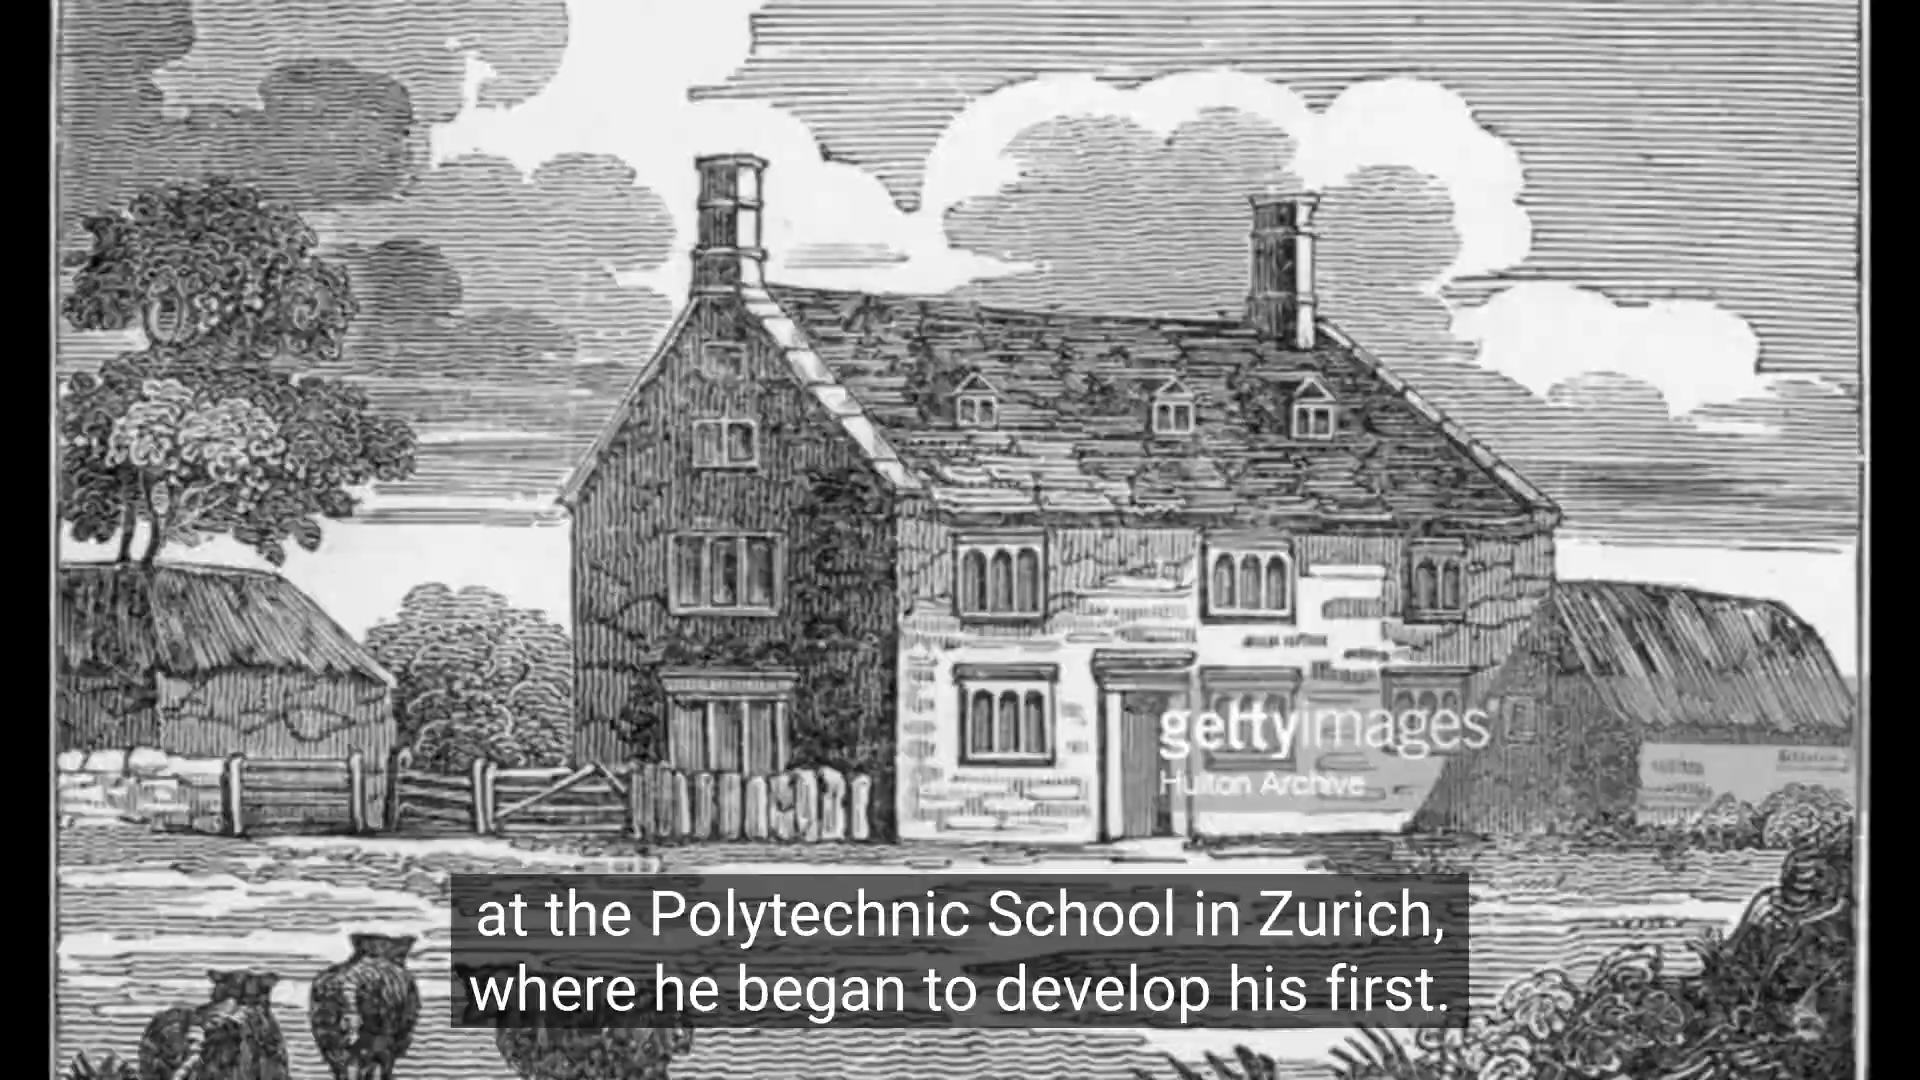 gettyimages
Hulton Archive
at the Polytechnic School in Zurich,
where he began to develop his first.